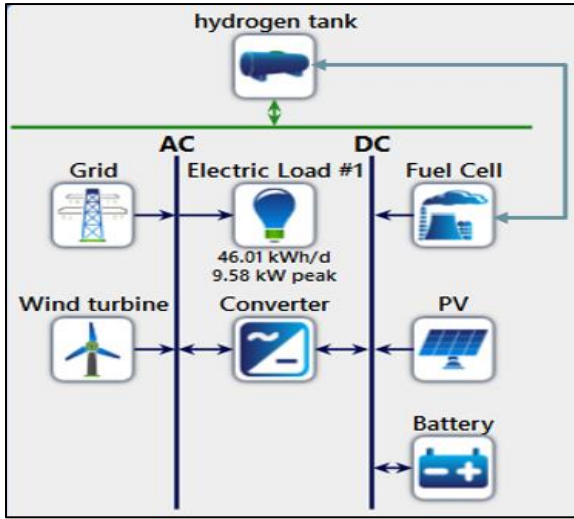 hydrogen tank
AC DC
Grid Electric Load #1 Fuel Cell
46.01 kWh/d
9.58 kW peak
Wind turbine Converter PV
Battery